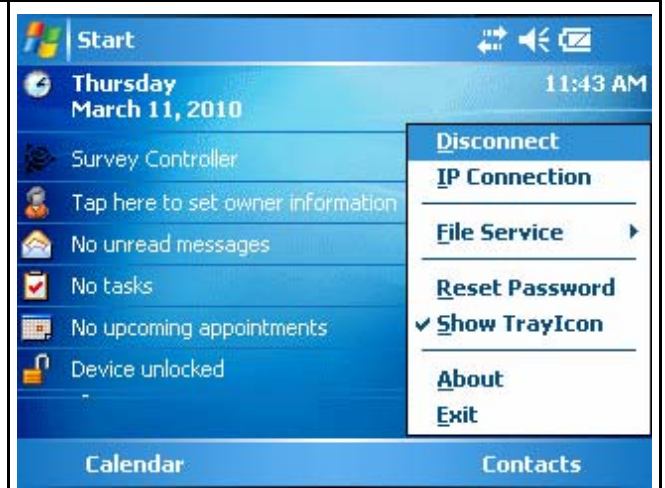 Start
Thursday
11:43 AM
March 11, 2010
Survey Controller
Tap here to set owner information
No unread messages
No tasks
No upcoming appointments
Device unlocked
Disconnect
IP Connection
File Service
Reset Password
Show TrayIcon
About
Exit
Calendar
Contacts